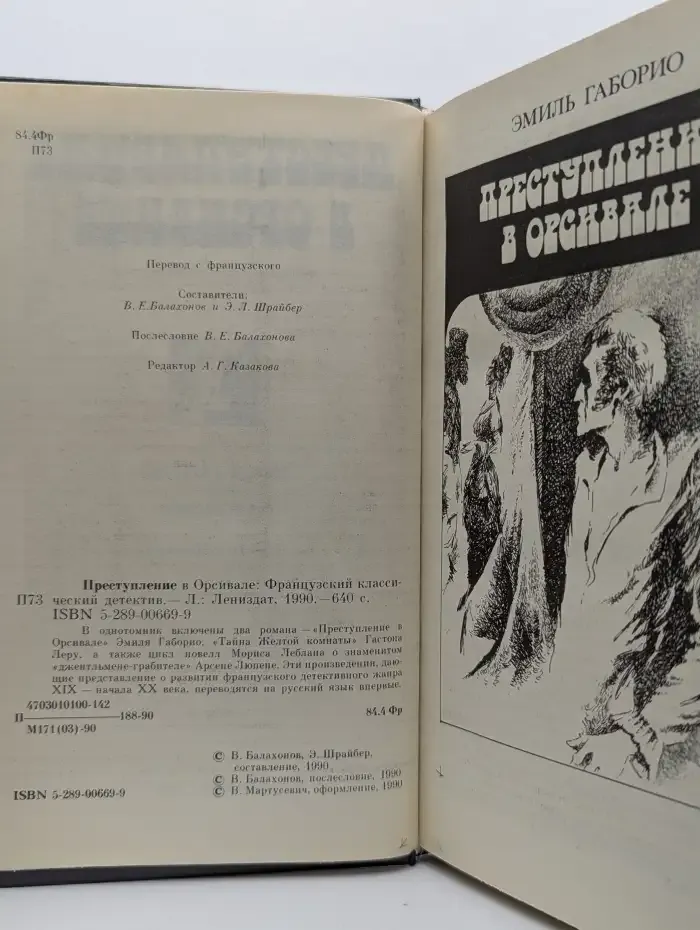 84.4Фр
П73
Перевод с французского
Составители:
В. Е. Балахонов и Э. Л. Шрайбер
Послесловие В. Е. Балахонова
Редактор А. Г. Казакова
Преступление в Орсивале: Французский класси-
П73 ческий детектив. — Л.: Лениздат, 1990. — 640 с.
ISBN 5-289-00669-9
В однотомник включены два романа — «Преступление в
Орсивале» Эмиля Габорио, «Тайна Желтой комнаты» Гастона
Леру, а также цикл новелл Мориса Леблана о знаменитом
«джентльмене-грабителе» Арсене Люпене. Эти произведения, даю-
щие представление о развитии французского детективного жанра
XIX — начала XX века, переводятся на русский язык впервые.
4703010100-142
П————188-90
М171(03)-90
84.4 Фр
© В. Балахонов, Э. Шрайбер,
составление, 1990
© В. Балахонов, послесловие, 1990
© В. Мартусевич, оформление, 1990
ISBN 5-289-00669-9
ЭМИЛЬ ГАБОРИО
ПРЕСТУПЛЕНИ
В ОРСИВАЛЕ